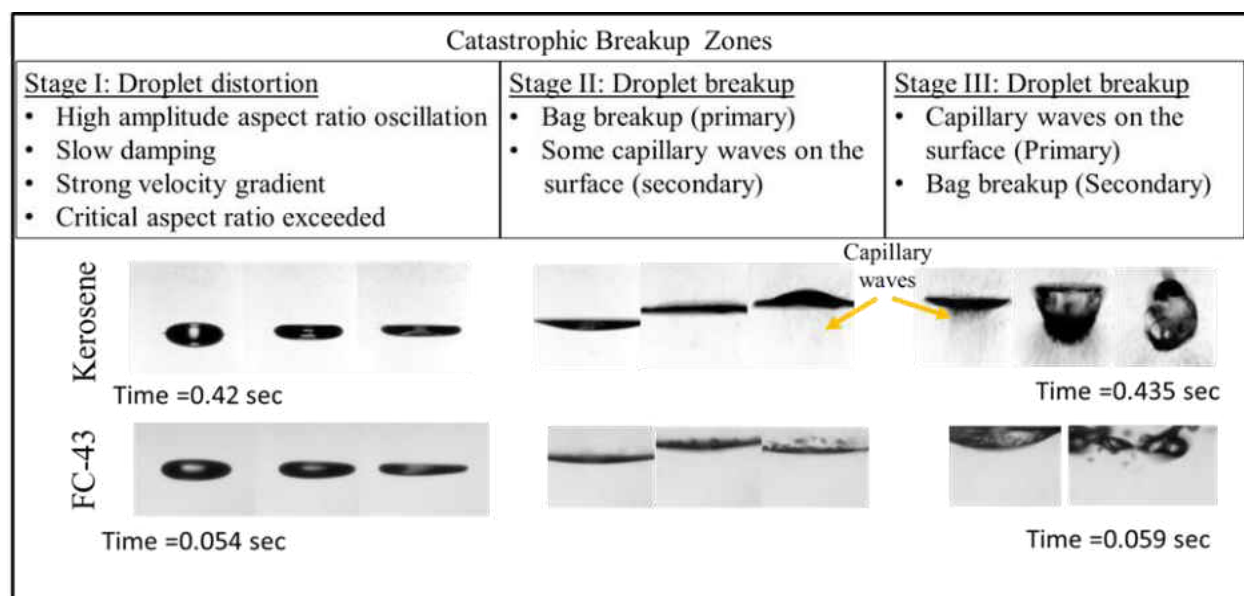 Catastrophic Breakup Zones
Stage I: Droplet distortion
• High amplitude aspect ratio oscillation
• Slow damping
• Strong velocity gradient
• Critical aspect ratio exceeded
Stage II: Droplet breakup
• Bag breakup (primary)
• Some capillary waves on the
surface (secondary)
Stage III: Droplet breakup
• Capillary waves on the
surface (Primary)
• Bag breakup (Secondary)
Kerosene
Capillary
waves
Time =0.42 sec
Time =0.435 sec
FC-43
Time =0.054 sec
Time =0.059 sec